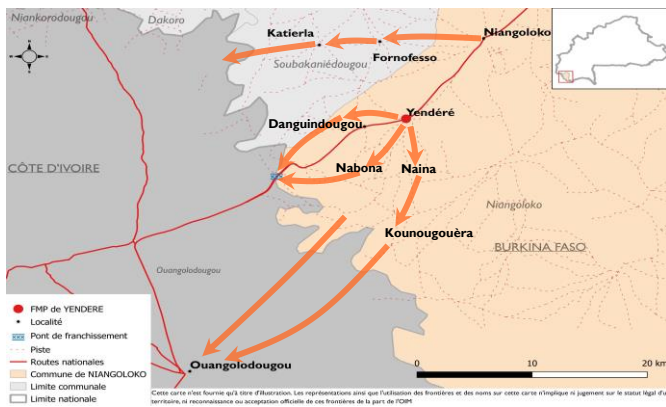 Niankorodougou
Dakoro
Katierla
Niangoloko
Fornofesso
Soubakaniédougou
Danguindougou
Yendéré
CÔTE D'IVOIRE
Nabona
Naina
Niangoloko
Kounougouèra
BURKINA FASO
Ouangolodougou
FMP de YENDERE
Localité
Pont de franchissement
Piste
Routes nationales
Commune de NIANGOLOKO
Limite communale
Limite nationale
Ouangolodougou
0 10 20 km
Cette carte n'est fournie qu'à titre d'illustration. Les représentations ainsi que l'utilisation des frontières et des noms sur cette carte n'implique ni jugement sur le statut légal d'un
territoire, ni reconnaissance ou acceptation officielle de ces frontières de la part de l'OIM